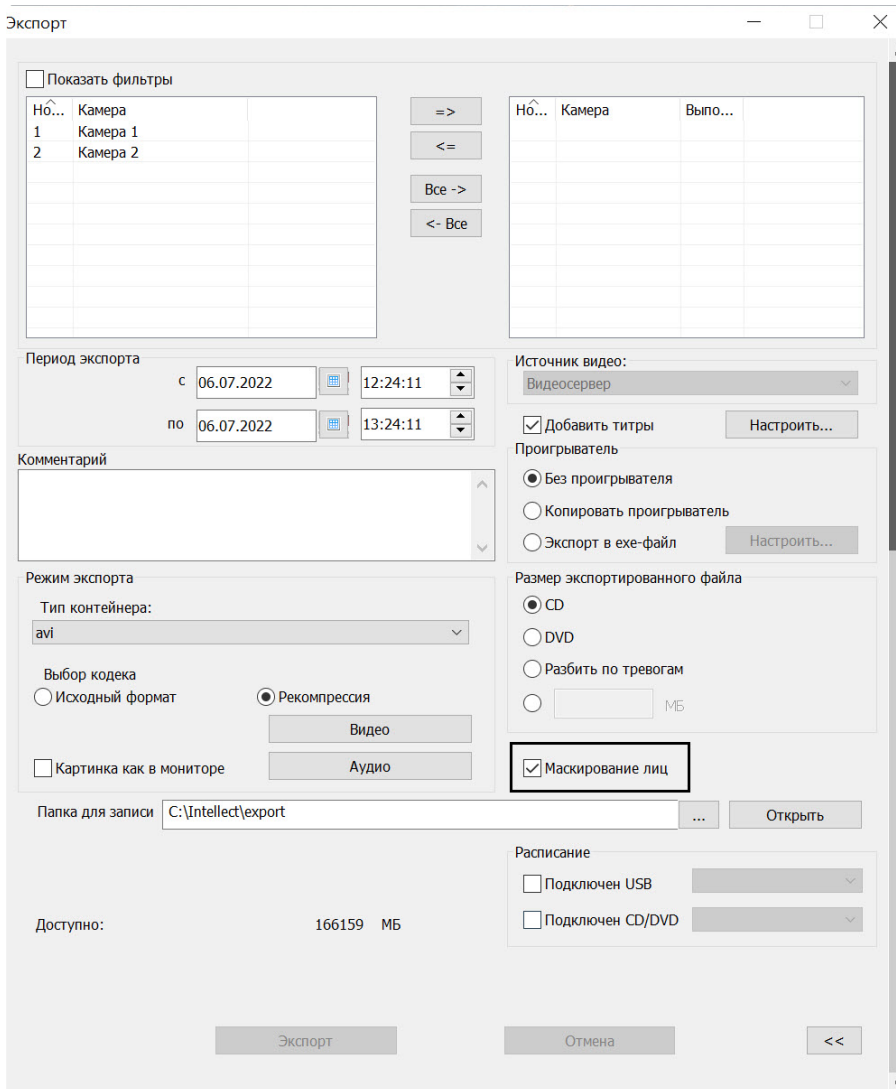 Экспорт
Показать фильтры
Но... Камера
1 Камера 1
2 Камера 2
=>
<=
Все ->
<- Все
Но... Камера Выпо...
Период экспорта
с 06.07.2022 12:24:11
по 06.07.2022 13:24:11
Источник видео:
Видеосервер
Добавить титры Настроить...
Комментарий
Проигрыватель
Без проигрывателя
Копировать проигрыватель
Экспорт в exe-файл Настроить...
Режим экспорта
Тип контейнера:
avi
Выбор кодека
Исходный формат Рекомпрессия
Видео
Картинка как в мониторе Аудио
Размер экспортированного файла
CD
DVD
Разбить по тревогам
МБ
Маскирование лиц
Папка для записи C:\Intellect\export ... Открыть
Расписание
Подключен USB
Подключен CD/DVD
Доступно: 166159 МБ
Экспорт Отмена <<